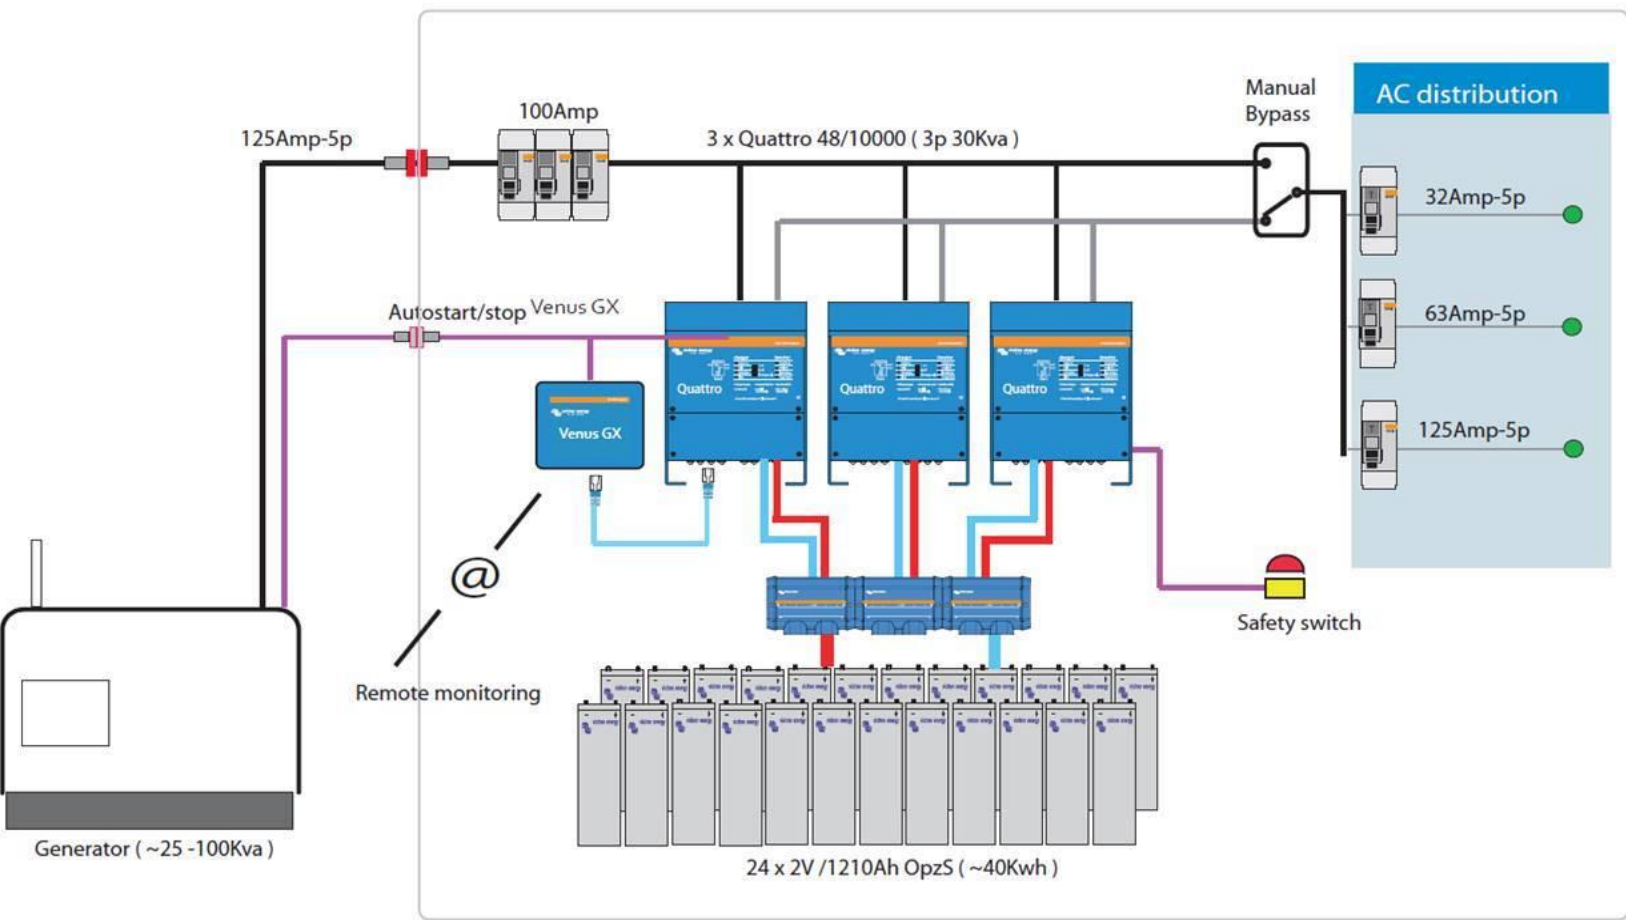 100Amp
125Amp-5p
3 x Quattro 48/10000 ( 3p 30Kva )
Manual
Bypass
AC distribution
32Amp-5p
63Amp-5p
125Amp-5p
Autostart/stop
Venus GX
Quattro
Quattro
Quattro
Venus GX
@
Safety switch
Remote monitoring
Generator ( ~25 -100Kva )
24 x 2V /1210Ah OpzS ( ~40Kwh )